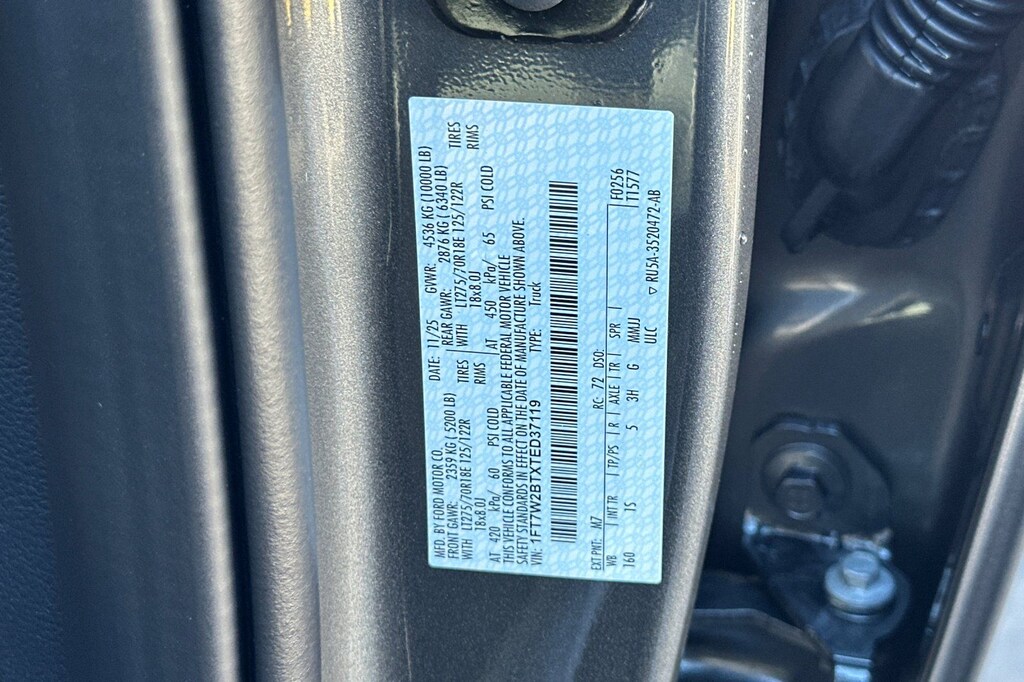 MFD. BY FORD MOTOR CO. DATE: 11/25 GVWR: 4536 KG (10000 LB)
FRONT GAWR: 2359 KG ( 5200 LB) REAR GAWR: 2876 KG ( 6340 LB)
WITH LT275/70R18E 125/122R TIRES WITH LT275/70R18E 125/122R TIRES
18x8.0J RIMS 18x8.0J RIMS
AT 420 kPa/ 60 PSI COLD AT 450 kPa/ 65 PSI COLD
THIS VEHICLE CONFORMS TO ALL APPLICABLE FEDERAL MOTOR VEHICLE
SAFETY STANDARDS IN EFFECT ON THE DATE OF MANUFACTURE SHOWN ABOVE.
VIN: 1FT7W2BTXTED37119 TYPE: Truck
EXT PNT: M7 RC: 72 DSO: F0256
WB INT TR TP/PS R AXLE TR SPR T1577
160 TS 5 3H G MMJJ
ULC ▽ RU5A-3520472-AB